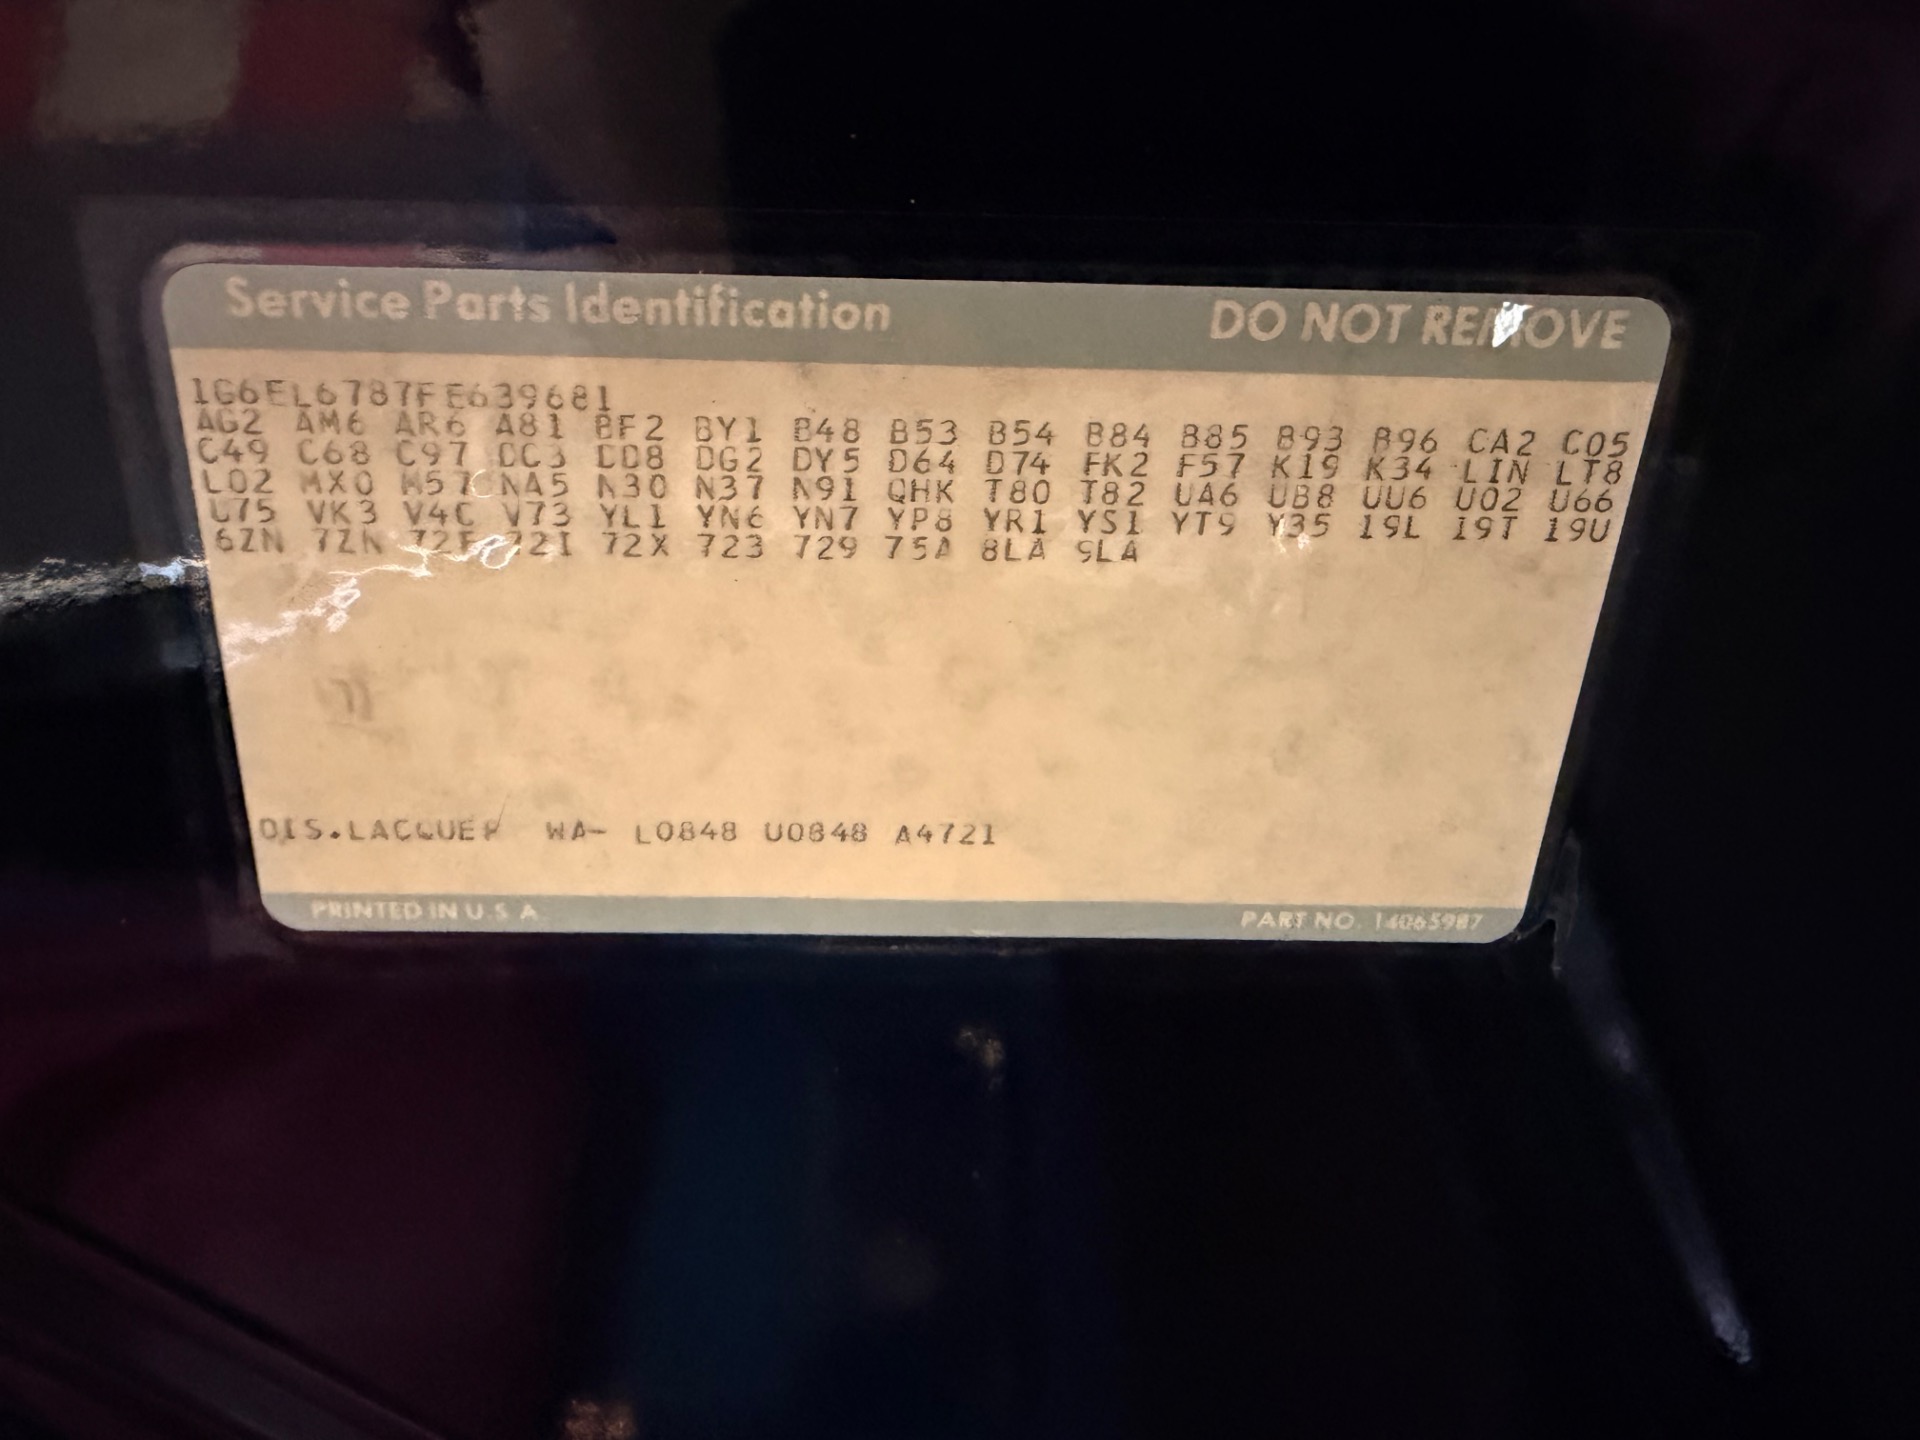 Service Parts Identification DO NOT REMOVE
1G6EL6787FE639681
AG2 AM6 AR6 A81 BF2 BY1 B48 B53 B54 B84 B85 B93 B96 CA2 C05
C49 C68 C97 DC3 DD8 DG2 DY5 D64 D74 FK2 F57 K19 K34 LIN LT8
L02 MX0 M57 NA5 N30 N37 N91 QHK T80 T82 UA6 UB8 UU6 U02 U66
U75 VK3 V4C V73 YL1 YN6 YN7 YP8 YR1 YS1 YT9 Y35 19L 19T 19U
6ZN 7ZN 72I 72X 723 729 75A 8LA 9LA
DIS.LACQUER WA- L0848 U0848 A4721
PRINTED IN U.S A PART NO. 14065987